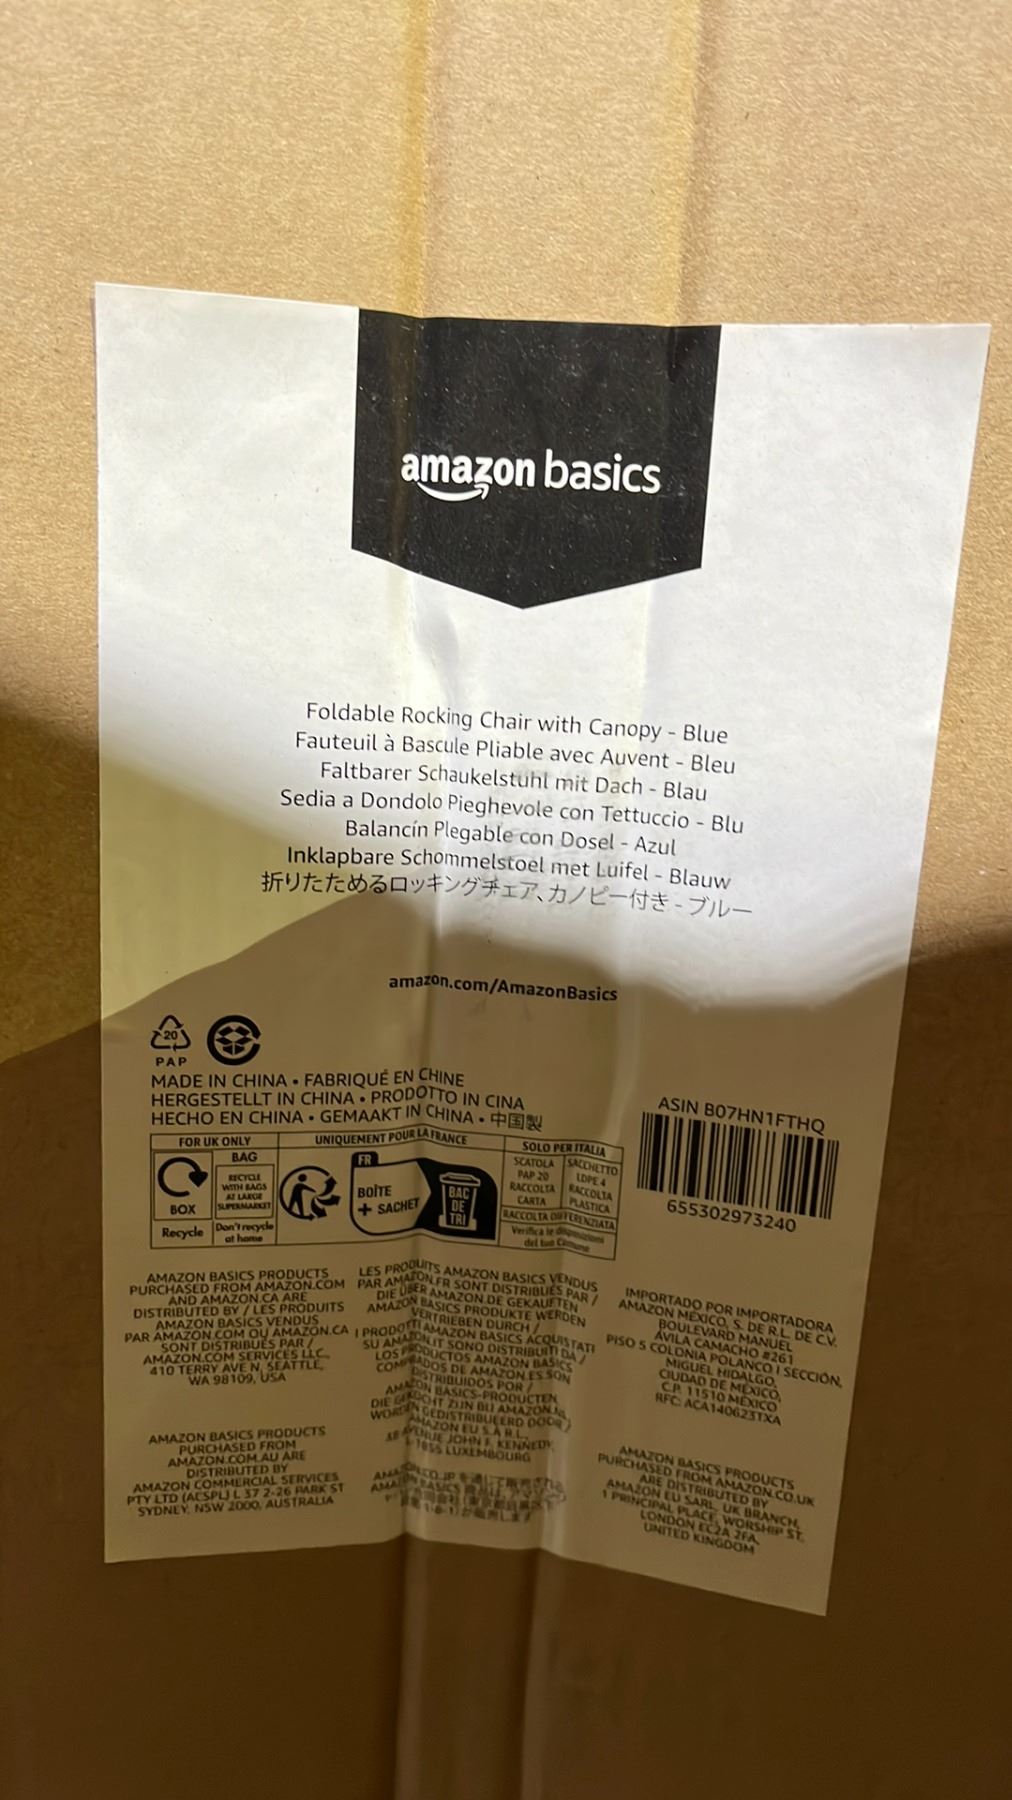 amazon basics
Foldable Rocking Chair with Canopy - Blue
Fauteuil à Bascule Pliable avec Auvent - Bleu
Faltbarer Schaukelstuhl mit Dach - Blau
Sedia a Dondolo Pieghevole con Tettuccio - Blu
Balancín Plegable con Dosel - Azul
Inklapbare Schommelstoel met Luifel - Blauw
折りたためるロッキングチェア、カノピー付き - ブルー
amazon.com/AmazonBasics
20
PAP
MADE IN CHINA • FABRIQUÉ EN CHINE
HERGESTELLT IN CHINA • PRODOTTO IN CINA
HECHO EN CHINA • GEMAAKT IN CHINA • 中国製
FOR UK ONLY
BOX
Recycle
BAG
RECYCLE
WITH BAGS
AT LARGE
SUPERMARKET
Don't recycle
at home
UNIQUEMENT POUR LA FRANCE
FR
BOÎTE
+ SACHET
BAC
DE
TRI
SOLO PER ITALIA
SCATOLA
PAP 20
RACCOLTA
CARTA
SACCHETTO
LDPE 4
RACCOLTA
PLASTICA
RACCOLTA DIFFERENZIATA
Verifica le disposizioni
del tuo Comune
ASIN B07HN1FTHQ
655302973240
AMAZON BASICS PRODUCTS
PURCHASED FROM AMAZON.COM
AND AMAZON.CA ARE
DISTRIBUTED BY / LES PRODUITS
AMAZON BASICS VENDUS
PAR AMAZON.COM OU AMAZON.CA
SONT DISTRIBUÉS PAR /
AMAZON.COM SERVICES LLC,
410 TERRY AVE N, SEATTLE,
WA 98109, USA
LES PRODUITS AMAZON BASICS VENDUS
PAR AMAZON.FR SONT DISTRIBUÉS PAR /
DIE ÜBER AMAZON.DE GEKAUFTEN
AMAZON BASICS PRODUKTE WERDEN
VERTRIEBEN DURCH /
I PRODOTTI AMAZON BASICS ACQUISTATI
SU AMAZON.IT SONO DISTRIBUITI DA /
LOS PRODUCTOS AMAZON BASICS
COMPRADOS DE AMAZON.ES SON
DISTRIBUIDOS POR /
AMAZON BASICS-PRODUCTEN
DIE GEKOCHT ZIJN BIJ AMAZON.NL
WORDEN GEDISTRIBUEERD DOOR /
AMAZON EU S.À R.L.,
38 AVENUE JOHN F. KENNEDY,
L-1855 LUXEMBOURG
IMPORTADO POR IMPORTADORA
AMAZON MÉXICO, S. DE R.L. DE C.V.
BOULEVARD MANUEL
ÁVILA CAMACHO #261
PISO 5 COLONIA POLANCO I SECCIÓN,
MIGUEL HIDALGO,
CIUDAD DE MÉXICO,
C.P. 11510 MÉXICO
RFC: ACA140623TXA
AMAZON BASICS PRODUCTS
PURCHASED FROM
AMAZON.COM.AU ARE
DISTRIBUTED BY
AMAZON COMMERCIAL SERVICES
PTY LTD (ACSPL) L 37 2-26 PARK ST
SYDNEY, NSW 2000, AUSTRALIA
AMAZON BASICS PRODUCTS
PURCHASED FROM AMAZON.CO.UK
ARE DISTRIBUTED BY
AMAZON EU SARL, UK BRANCH,
1 PRINCIPAL PLACE, WORSHIP ST,
LONDON EC2A 2FA,
UNITED KINGDOM